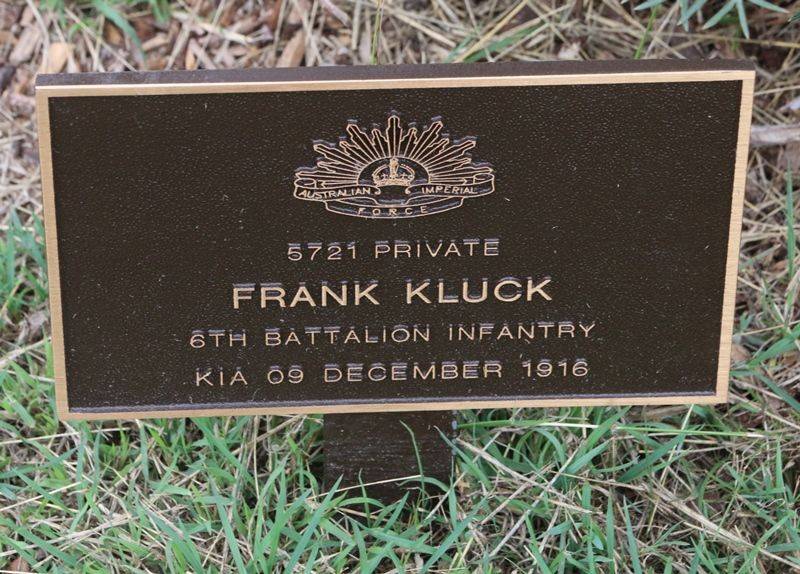 AUSTRALIAN IMPERIAL
FORCE
5721 PRIVATE
FRANK KLUCK
6TH BATTALION INFANTRY
KIA 09 DECEMBER 1916